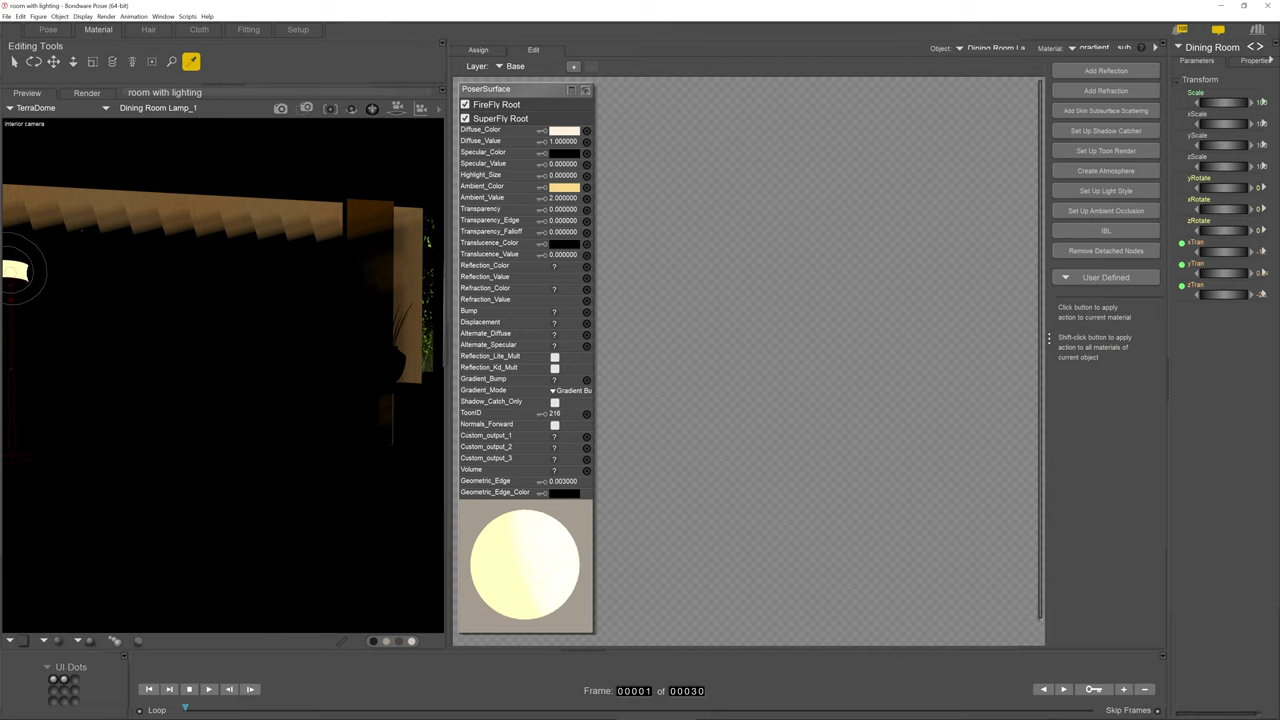 room with lighting - Bondware Poser (64-bit)
File Edit Figure Object Display Render Animation Window Scripts Help
Pose Material Hair Cloth Fitting Setup
Editing Tools
Preview Render room with lighting
TerraDome Dining Room Lamp_1
Interior camera
Assign Edit
Object: Dining Room La Material: gradient_sub
Layer: Base
PoserSurface
FireFly Root
SuperFly Root
Diffuse_Color
Diffuse_Value 1.000000
Specular_Color
Specular_Value 0.000000
Highlight_Size 0.000000
Ambient_Color
Ambient_Value 2.000000
Transparency 0.000000
Transparency_Edge 0.000000
Transparency_Falloff 0.000000
Translucence_Color
Translucence_Value 0.000000
Reflection_Color ?
Reflection_Value
Refraction_Color ?
Refraction_Value
Bump ?
Displacement ?
Alternate_Diffuse ?
Alternate_Specular ?
Reflection_Lite_Mult
Reflection_Kd_Mult
Gradient_Bump ?
Gradient_Mode Gradient Bu
Shadow_Catch_Only
ToonID 216
Normals_Forward
Custom_output_1 ?
Custom_output_2 ?
Custom_output_3 ?
Volume ?
Geometric_Edge 0.003000
Geometric_Edge_Color
Add Reflection
Add Refraction
Add Skin Subsurface Scattering
Set Up Shadow Catcher
Set Up Toon Render
Create Atmosphere
Set Up Light Style
Set Up Ambient Occlusion
IBL
Remove Detached Nodes
User Defined
Click button to apply
action to current material
Shift-click button to apply
action to all materials of
current object
Dining Room
Parameters Properties
Transform
Scale
xScale
yScale
zScale
yRotate 0
xRotate 0
zRotate 0
xTran
yTran
zTran
UI Dots
Frame: 00001 of 00030
Loop
Skip Frames